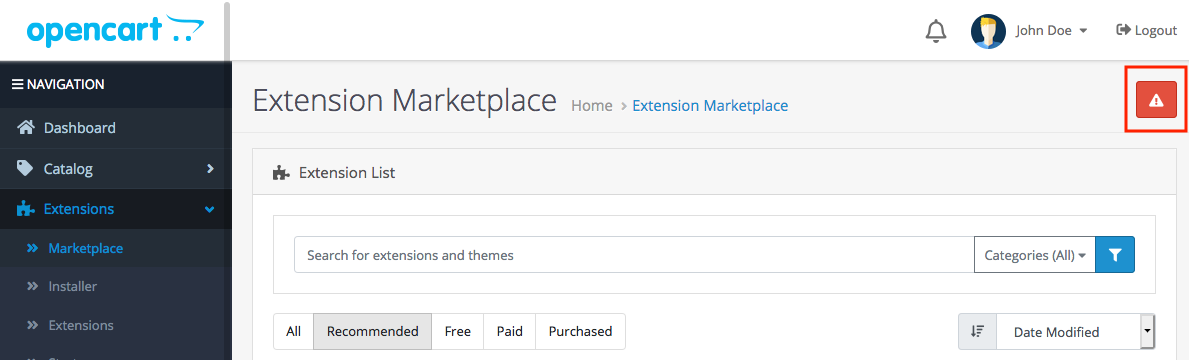 opencart
John Doe
Logout
NAVIGATION
Extension Marketplace
Home › Extension Marketplace
Dashboard
Catalog
Extension List
Extensions
Marketplace
Search for extensions and themes
Categories (All)
Installer
Extensions
All
Recommended
Free
Paid
Purchased
Date Modified